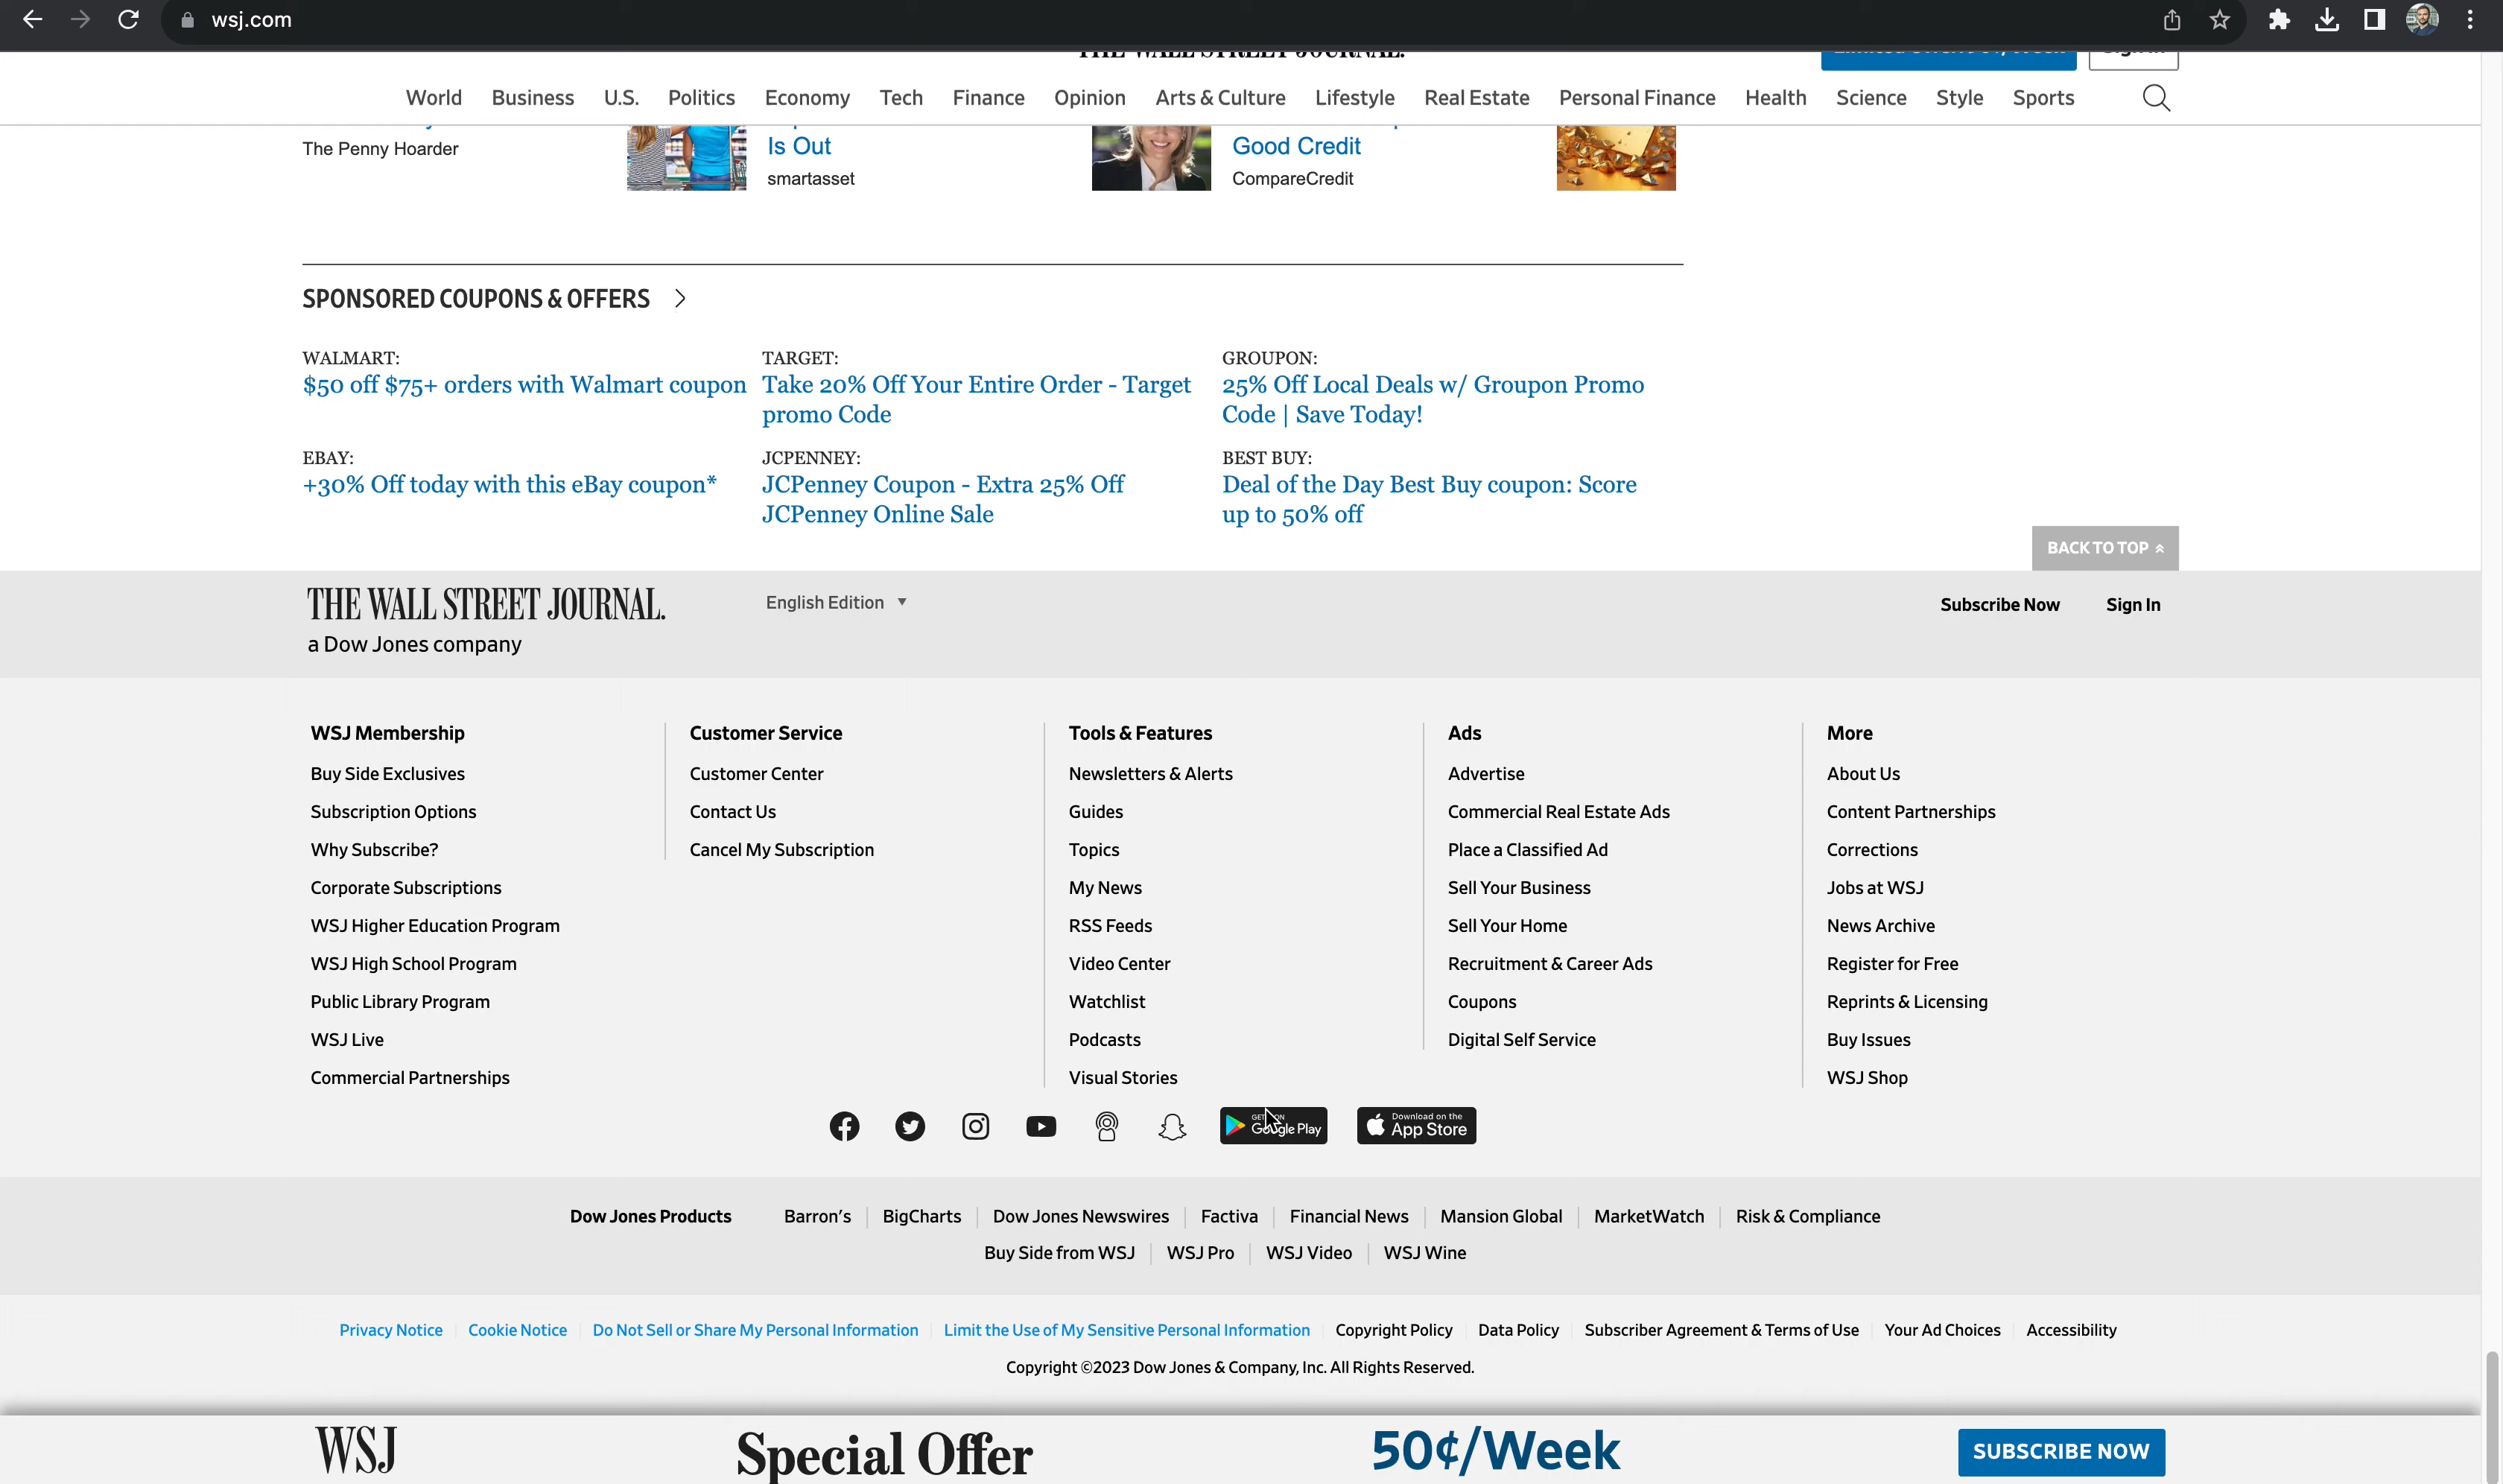 wsj.com
THE WALL STREET JOURNAL.
World Business U.S. Politics Economy Tech Finance Opinion Arts & Culture Lifestyle Real Estate Personal Finance Health Science Style Sports
The Penny Hoarder
Is Out
smartasset
Good Credit
CompareCredit
SPONSORED COUPONS & OFFERS
WALMART:
$50 off $75+ orders with Walmart coupon
TARGET:
Take 20% Off Your Entire Order - Target
promo Code
GROUPON:
25% Off Local Deals w/ Groupon Promo
Code | Save Today!
EBAY:
+30% Off today with this eBay coupon*
JCPENNEY:
JCPenney Coupon - Extra 25% Off
JCPenney Online Sale
BEST BUY:
Deal of the Day Best Buy coupon: Score
up to 50% off
BACK TO TOP
THE WALL STREET JOURNAL.
a Dow Jones company
English Edition
Subscribe Now
Sign In
WSJ Membership
Buy Side Exclusives
Subscription Options
Why Subscribe?
Corporate Subscriptions
WSJ Higher Education Program
WSJ High School Program
Public Library Program
WSJ Live
Commercial Partnerships
Customer Service
Customer Center
Contact Us
Cancel My Subscription
Tools & Features
Newsletters & Alerts
Guides
Topics
My News
RSS Feeds
Video Center
Watchlist
Podcasts
Visual Stories
Ads
Advertise
Commercial Real Estate Ads
Place a Classified Ad
Sell Your Business
Sell Your Home
Recruitment & Career Ads
Coupons
Digital Self Service
More
About Us
Content Partnerships
Corrections
Jobs at WSJ
News Archive
Register for Free
Reprints & Licensing
Buy Issues
WSJ Shop
Google Play
Download on the
App Store
Dow Jones Products Barron's BigCharts Dow Jones Newswires Factiva Financial News Mansion Global MarketWatch Risk & Compliance
Buy Side from WSJ WSJ Pro WSJ Video WSJ Wine
Privacy Notice Cookie Notice Do Not Sell or Share My Personal Information Limit the Use of My Sensitive Personal Information Copyright Policy Data Policy Subscriber Agreement & Terms of Use Your Ad Choices Accessibility
Copyright ©2023 Dow Jones & Company, Inc. All Rights Reserved.
WSJ
Special Offer
50¢/Week
SUBSCRIBE NOW